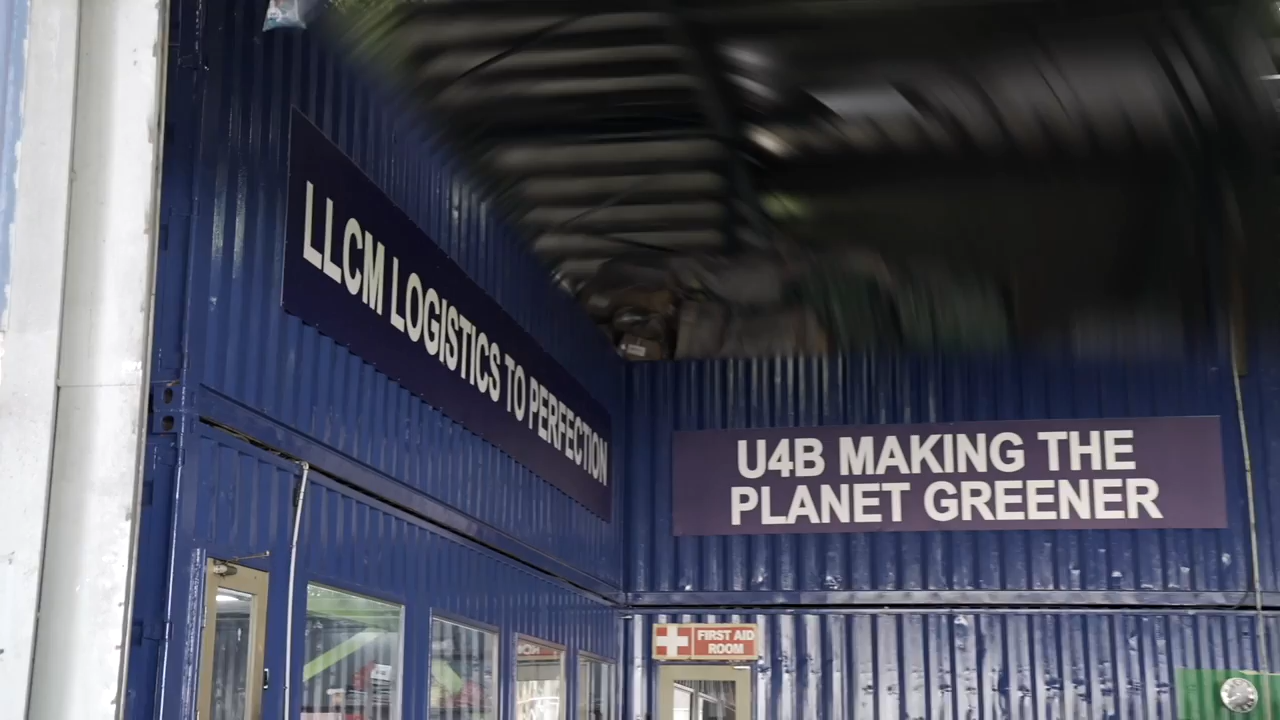 LLCM LOGISTICS TO PERFECTION
U4B MAKING THE
PLANET GREENER
FIRST AID
ROOM